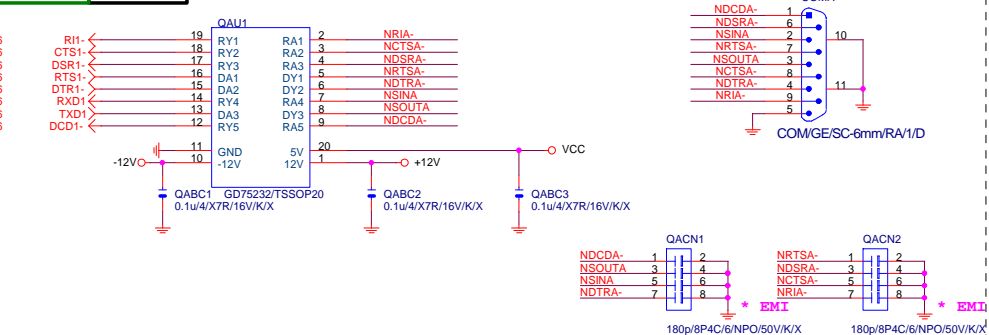 QAU1
RI1- 19 RY1 RA1 2 NRIA-
CTS1- 18 RY2 RA2 3 NCTSA-
DSR1- 17 RY3 RA3 4 NDSRA-
RTS1- 16 DA1 DY1 5 NRTSA-
DTR1- 15 DA2 DY2 6 NDTRA-
RXD1 14 RY4 RA4 7 NSINA
TXD1 13 DA3 DY3 8 NSOUTA
DCD1- 12 RY5 RA5 9 NDCDA-
11 GND 5V 20 VCC
-12V 10 -12V 12V 1 +12V
GD75232/TSSOP20
QABC1
0.1u/4/X7R/16V/K/X
QABC2
0.1u/4/X7R/16V/K/X
QABC3
0.1u/4/X7R/16V/K/X
NDCDA- 1
NDSRA- 6
NSINA 2
NRTSA- 7
NSOUTA 3
NCTSA- 8
NDTRA- 4
NRIA- 9
5
10
11
COM/GE/SC-6mm/RA/1/D
QACN1
NDCDA- 1 2
NSOUTA 3 4
NSINA 5 6
NDTRA- 7 8
* EMI
180p/8P4C/6/NPO/50V/K/X
QACN2
NRTSA- 1 2
NDSRA- 3 4
NCTSA- 5 6
NRIA- 7 8
* EMI
180p/8P4C/6/NPO/50V/K/X